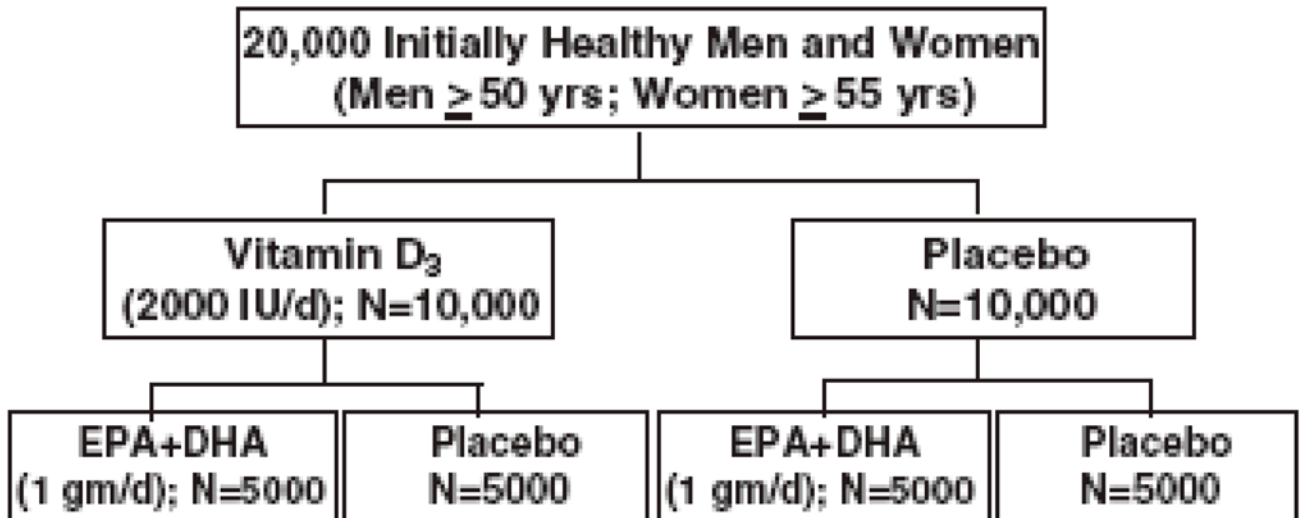 20,000 Initially Healthy Men and Women
(Men ≥ 50 yrs; Women ≥ 55 yrs)
Vitamin D₃
(2000 IU/d); N=10,000
Placebo
N=10,000
EPA+DHA
(1 gm/d); N=5000
Placebo
N=5000
EPA+DHA
(1 gm/d); N=5000
Placebo
N=5000